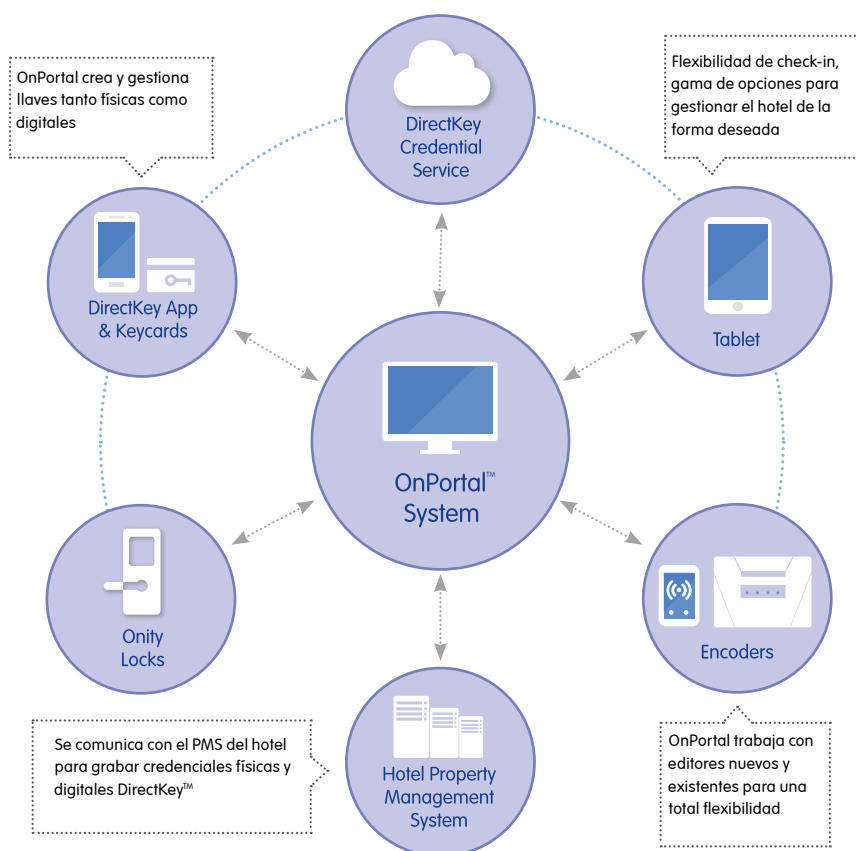 OnPortal crea y gestiona
llaves tanto físicas como
digitales
DirectKey
Credential
Service
Flexibilidad de check-in,
gama de opciones para
gestionar el hotel de la
forma deseada
DirectKey App
& Keycards
Tablet
OnPortal™
System
Onity
Locks
Encoders
Se comunica con el PMS del hotel
para grabar credenciales físicas y
digitales DirectKey™
Hotel Property
Management
System
OnPortal trabaja con
editores nuevos y
existentes para una
total flexibilidad